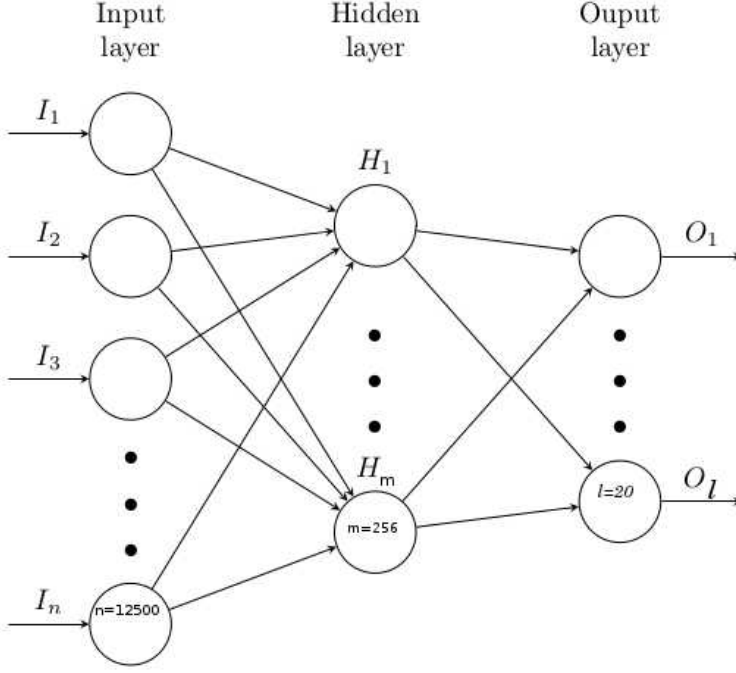 Input
layer
Hidden
layer
Ouput
layer
I₁
H₁
I₂
O₁
I₃
Hₘ
Oₗ
l=20
m=256
Iₙ
n=12500